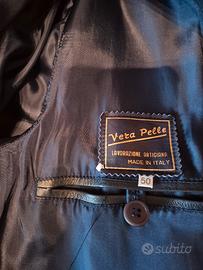 Vera Pelle
LAVORAZIONE ARTIGIANA
MADE IN ITALY
50
subito